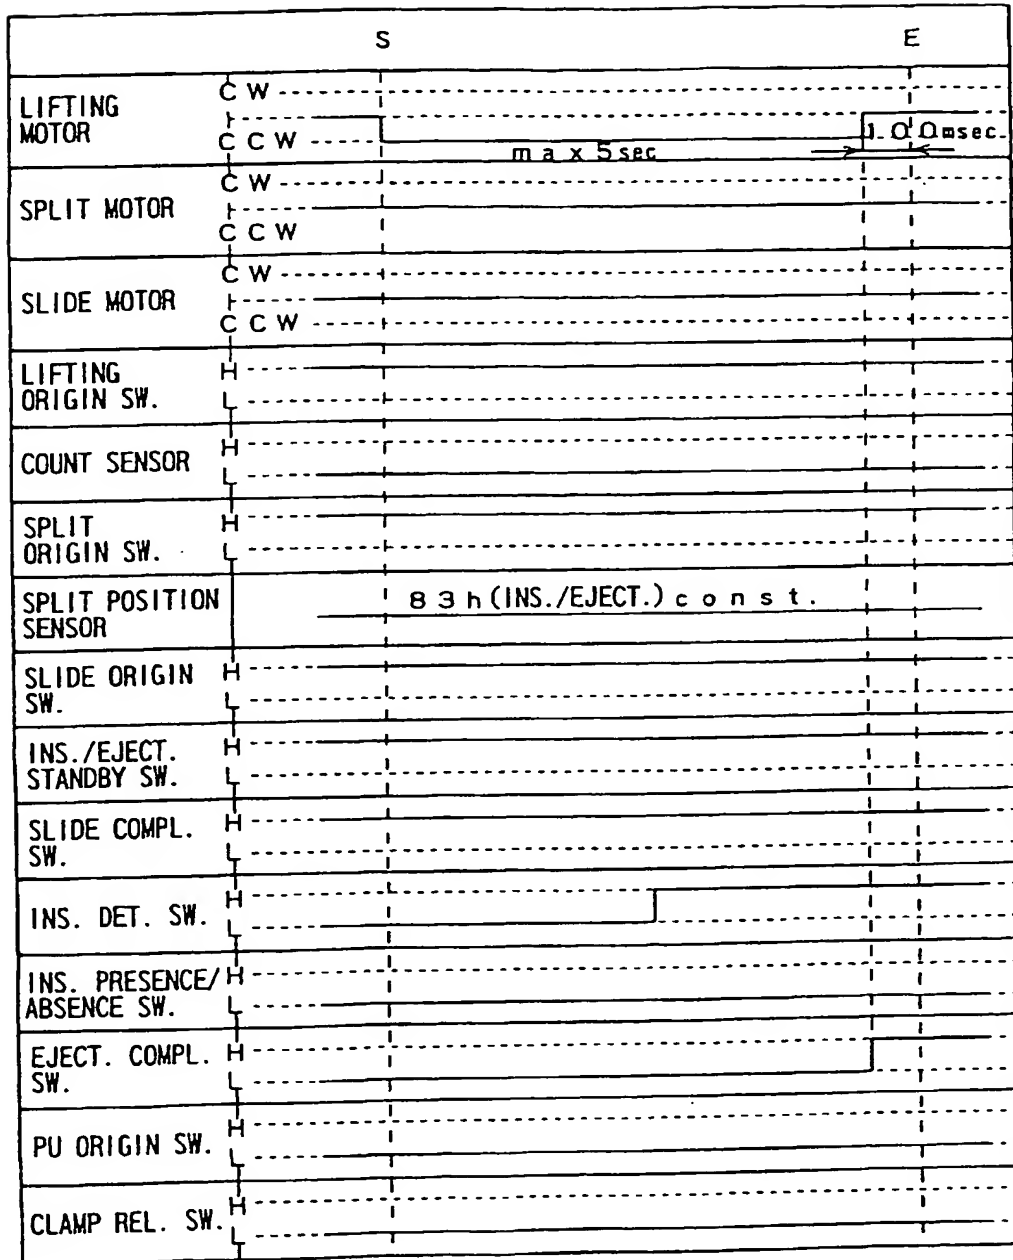 S E
LIFTING
MOTOR
CW
CCW
max 5sec
100msec
SPLIT MOTOR
CW
CCW
SLIDE MOTOR
CW
CCW
LIFTING
ORIGIN SW.
H
L
COUNT SENSOR
H
L
SPLIT
ORIGIN SW.
H
L
SPLIT POSITION
SENSOR
83h(INS./EJECT.)const.
SLIDE ORIGIN
SW.
H
L
INS./EJECT.
STANDBY SW.
H
L
SLIDE COMPL.
SW.
H
L
INS. DET. SW.
H
L
INS. PRESENCE/
ABSENCE SW.
H
L
EJECT. COMPL.
SW.
H
L
PU ORIGIN SW.
H
L
CLAMP REL. SW.
H
L